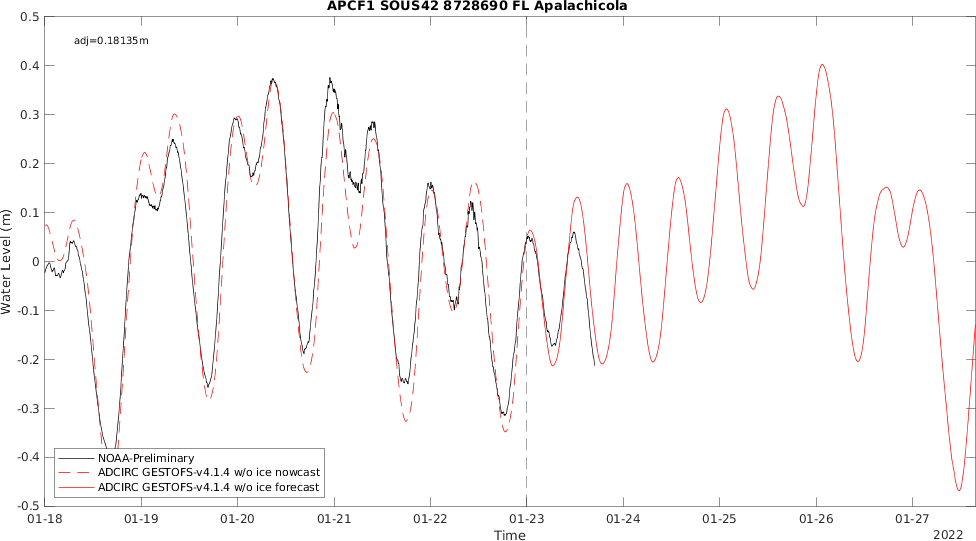 APCF1 SOUS42 8728690 FL Apalachicola
adj=0.18135m
0.5
0.4
0.3
0.2
0.1
0
-0.1
-0.2
-0.3
-0.4
-0.5
Water Level (m)
NOAA-Preliminary
ADCIRC GESTOFS-v4.1.4 w/o ice nowcast
ADCIRC GESTOFS-v4.1.4 w/o ice forecast
01-18 01-19 01-20 01-21 01-22 01-23 01-24 01-25 01-26 01-27
Time
2022